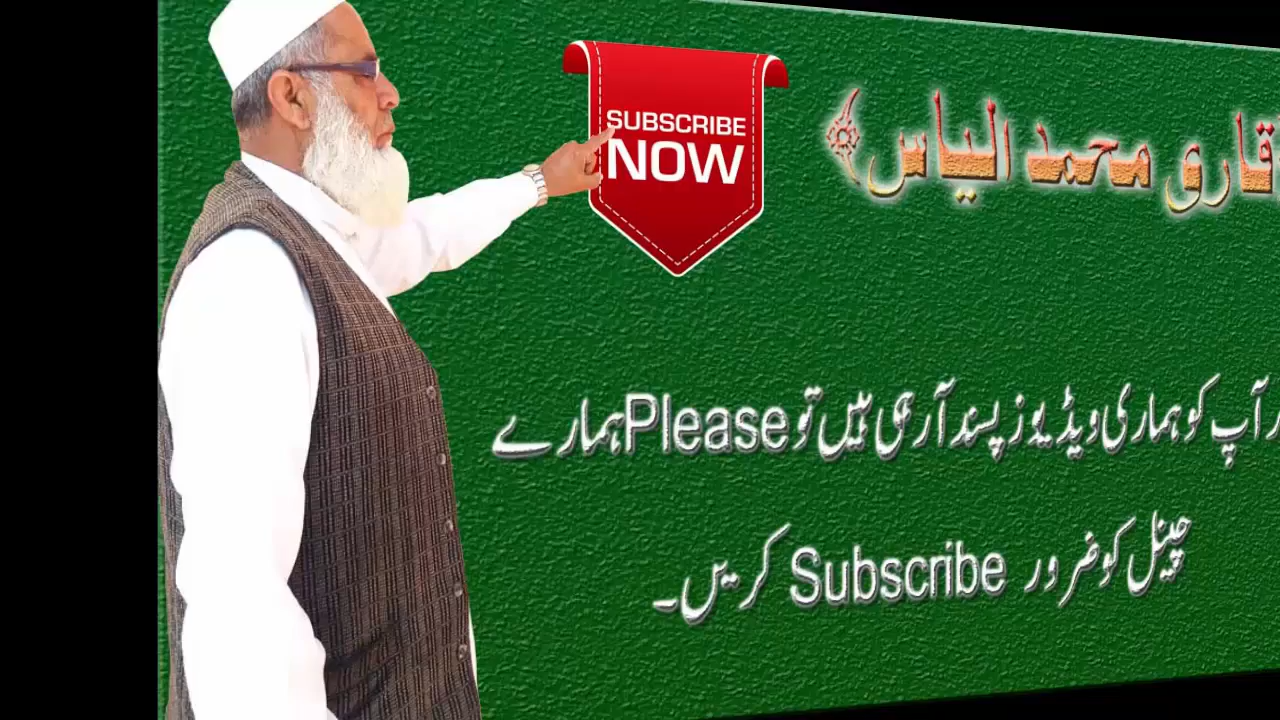 SUBSCRIBE
NOW
قاری محمد الیاس﴾
آپ کو ہماری ویڈیوز پسند آرہی ہیں تو Please ہمارے
چینل کو ضرور Subscribe کریں۔